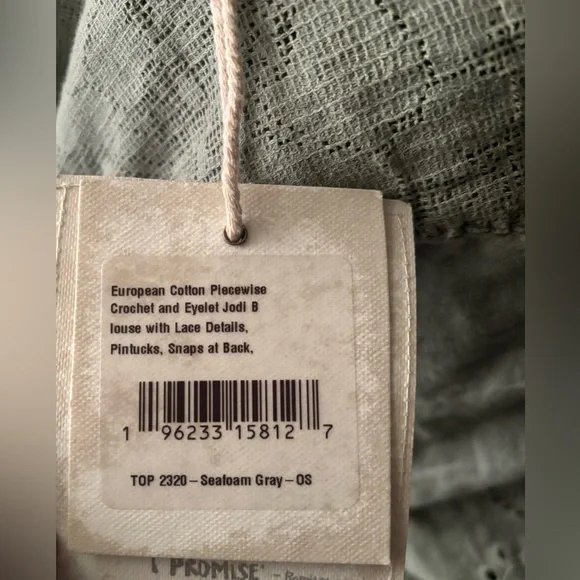 European Cotton Piecewise
Crochet and Eyelet Jodi B
louse with Lace Details,
Pintucks, Snaps at Back,
1 96233 15812 7
TOP 2320-Seafoam Gray-OS
I PROMISE